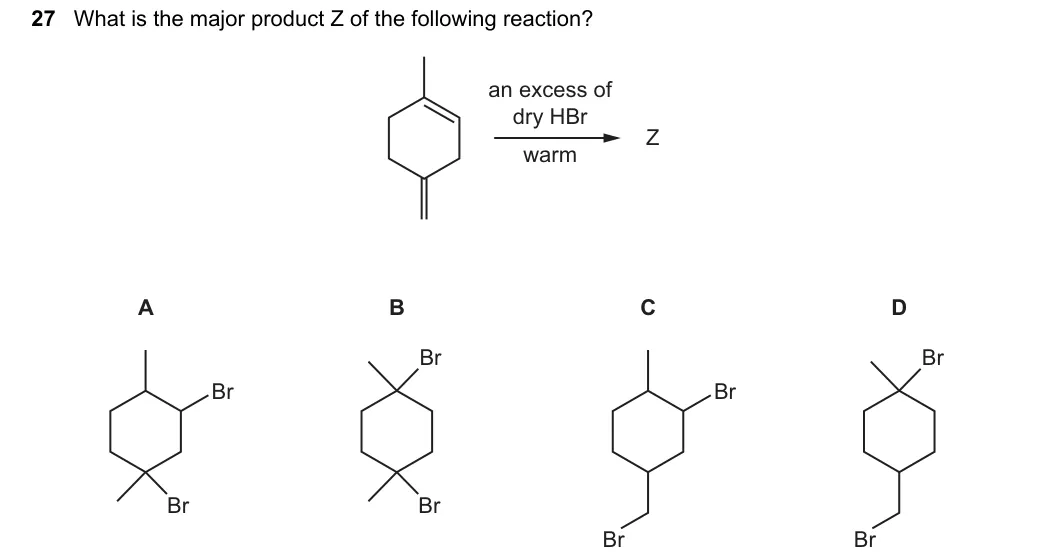 27 What is the major product Z of the following reaction?
an excess of
dry HBr
warm
Z
A B C D
Br Br
Br Br
Br Br
Br Br